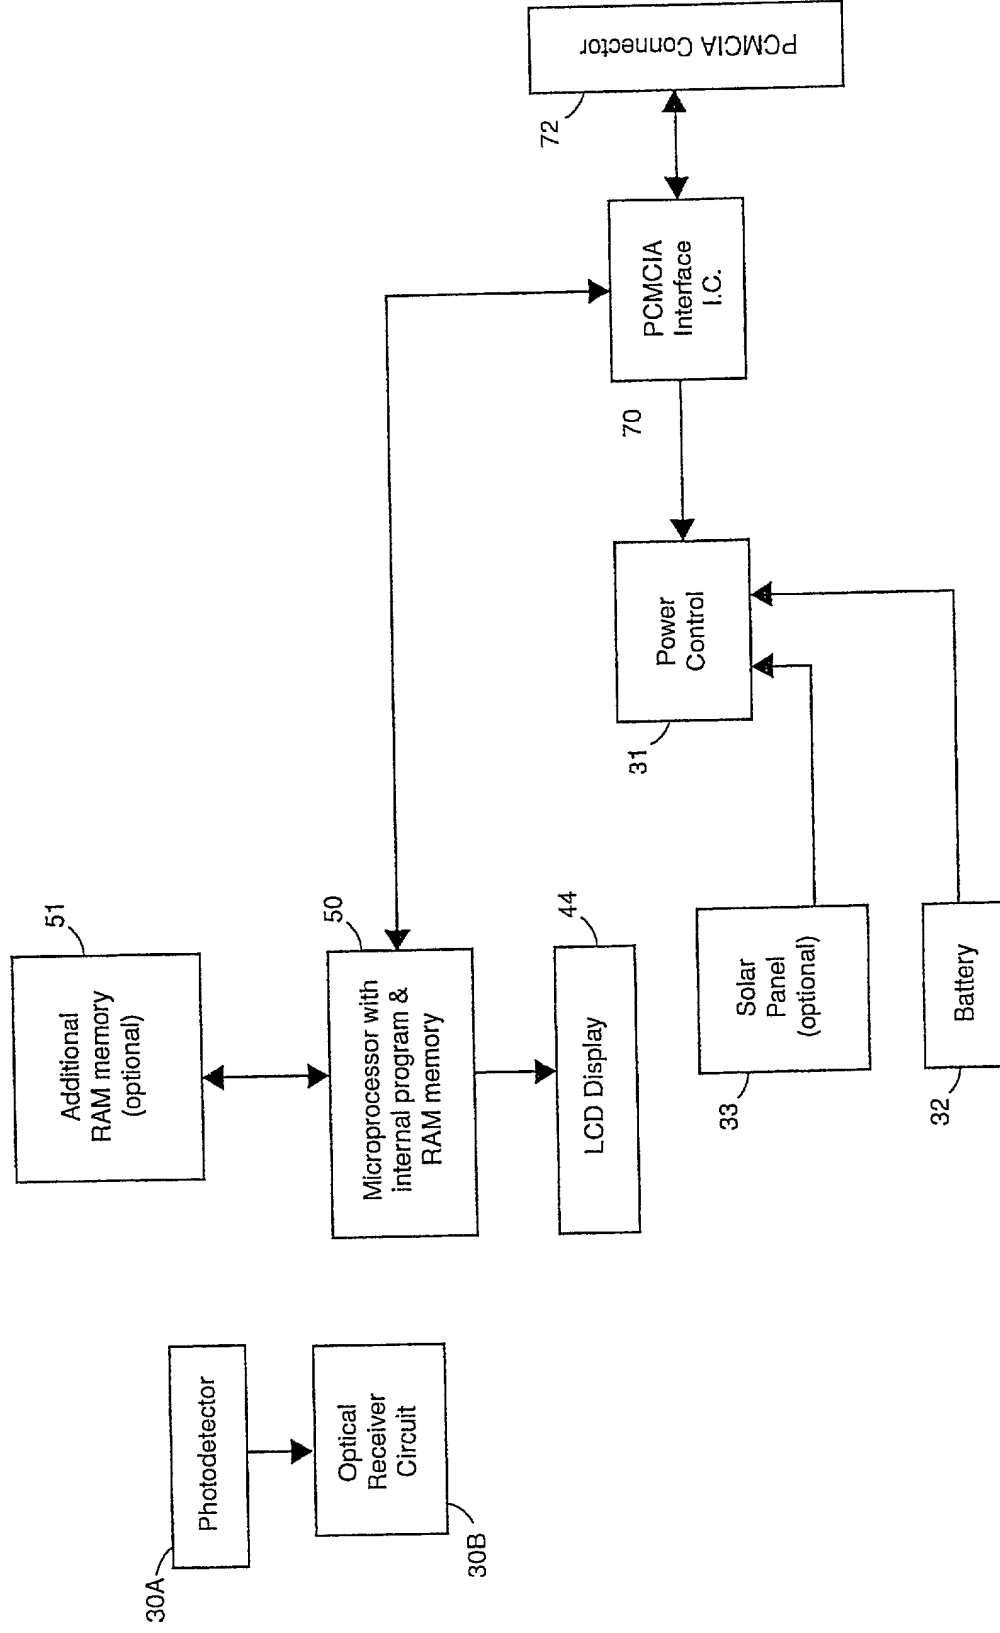 30A
Photodetector
Optical
Receiver
Circuit
30B
51
Additional
RAM memory
(optional)
50
Microprocessor with
internal program &
RAM memory
44
LCD Display
Solar
Panel
(optional)
33
Battery
32
Power
Control
31
70
PCMCIA
Interface
I.C.
72
PCMCIA Connector